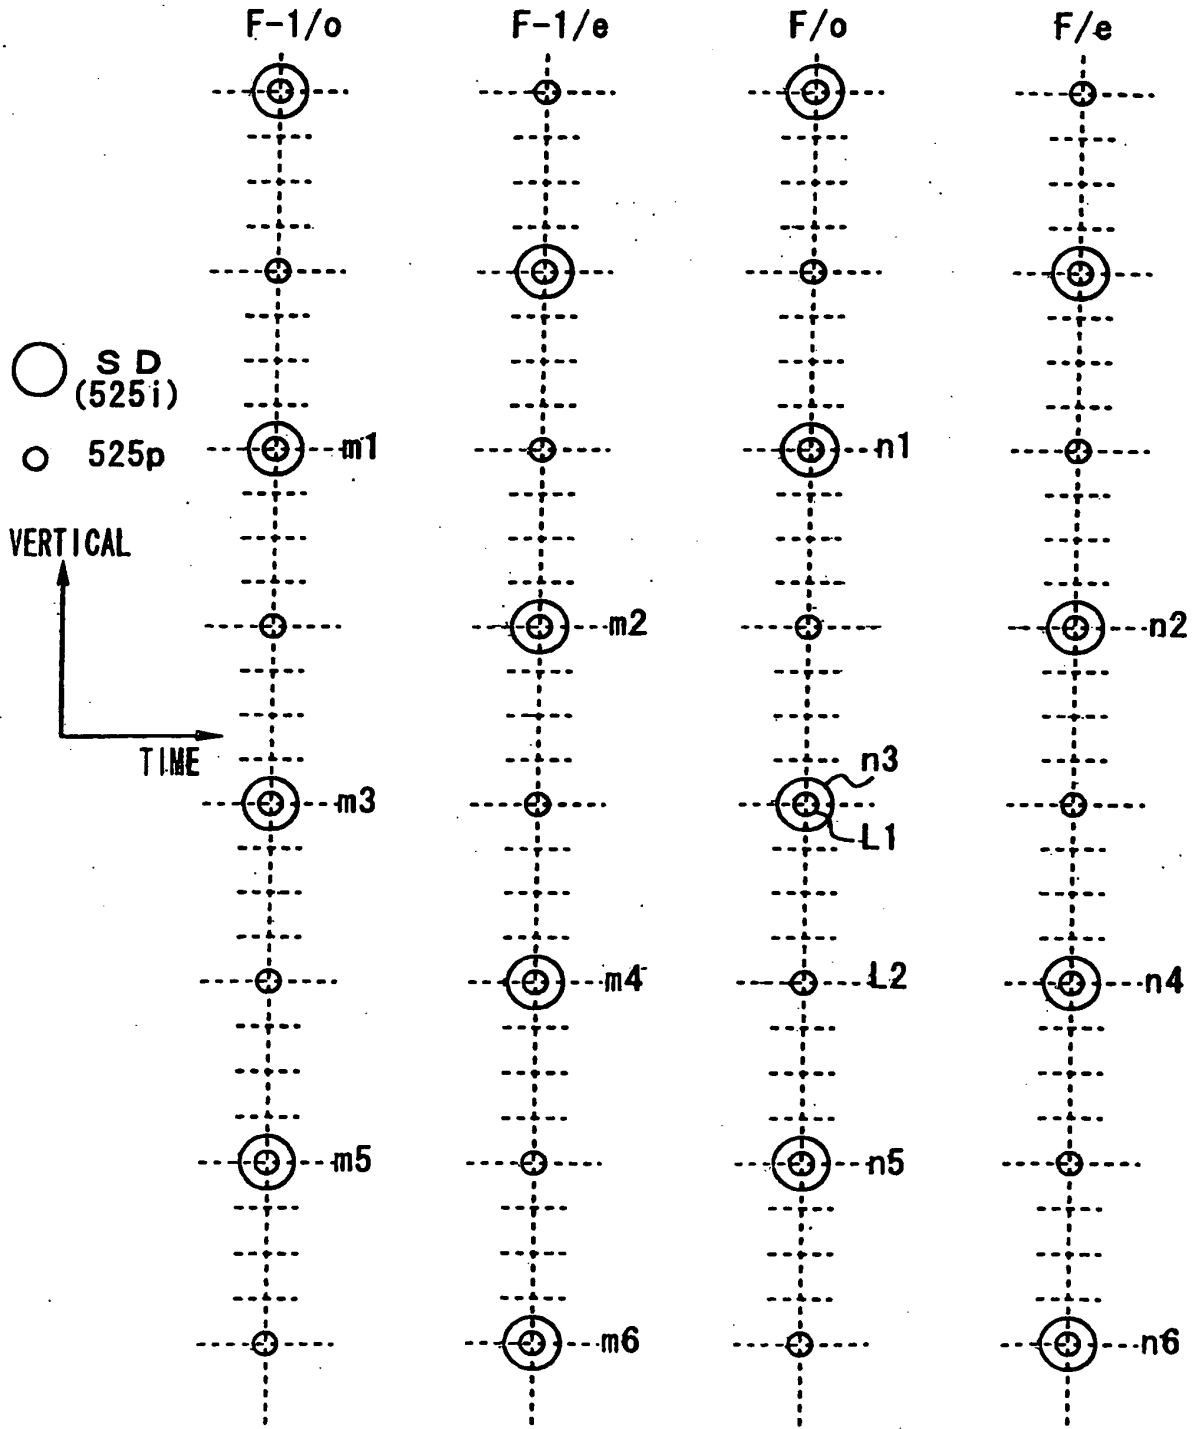 F-1/o F-1/e F/o F/e
SD
(525i)
525p
m1 n1
VERTICAL
m2 n2
TIME
n3
m3
L1
m4 L2 n4
m5 n5
m6 n6